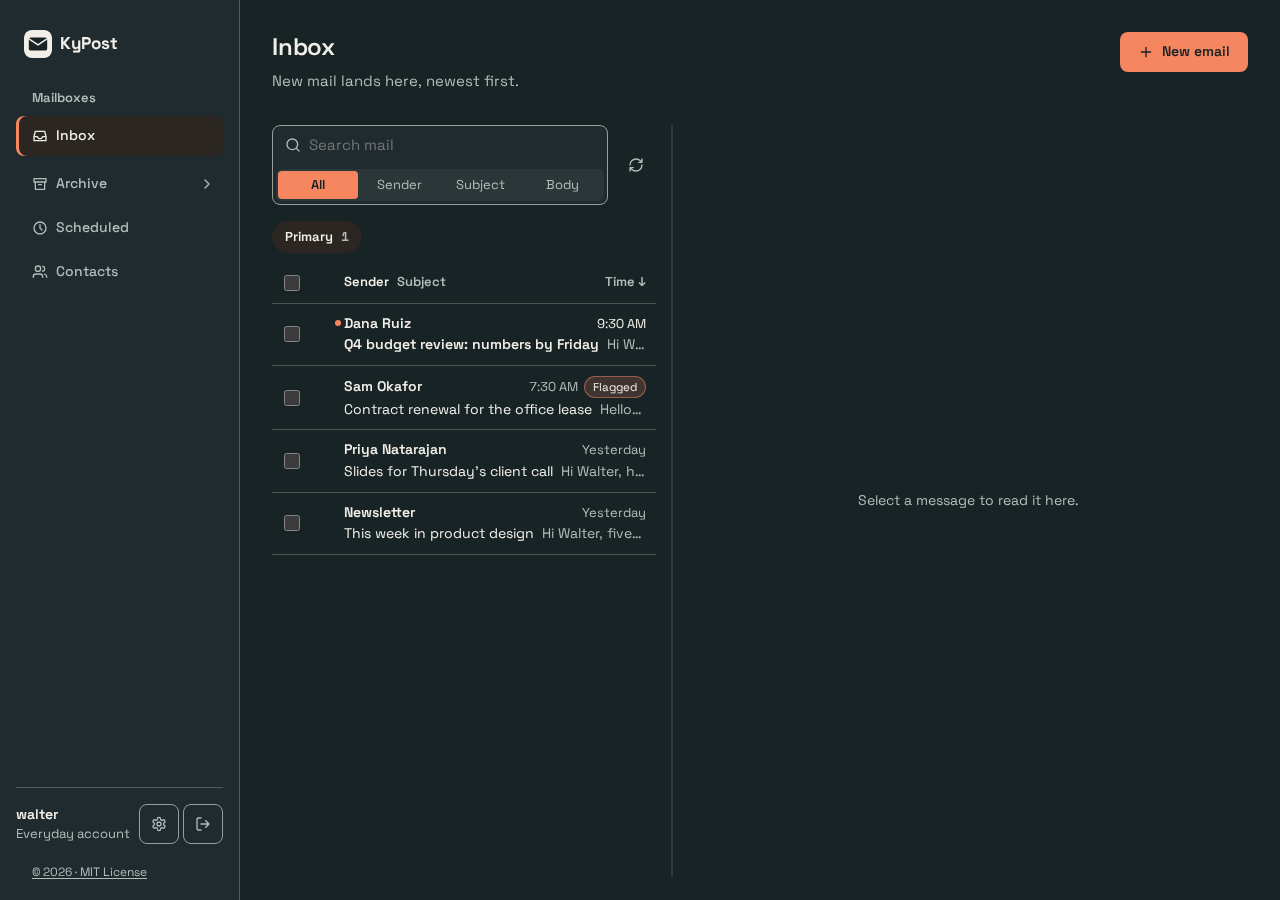 KyPost
Mailboxes
Inbox
Archive
Scheduled
Contacts
walter
Everyday account
© 2026 · MIT License
Inbox
New mail lands here, newest first.
New email
Search mail
All Sender Subject Body
Primary 1
Sender Subject Time ↓
Dana Ruiz 9:30 AM
Q4 budget review: numbers by Friday Hi W...
Sam Okafor 7:30 AM Flagged
Contract renewal for the office lease Hello...
Priya Natarajan Yesterday
Slides for Thursday's client call Hi Walter, h...
Newsletter Yesterday
This week in product design Hi Walter, five...
Select a message to read it here.